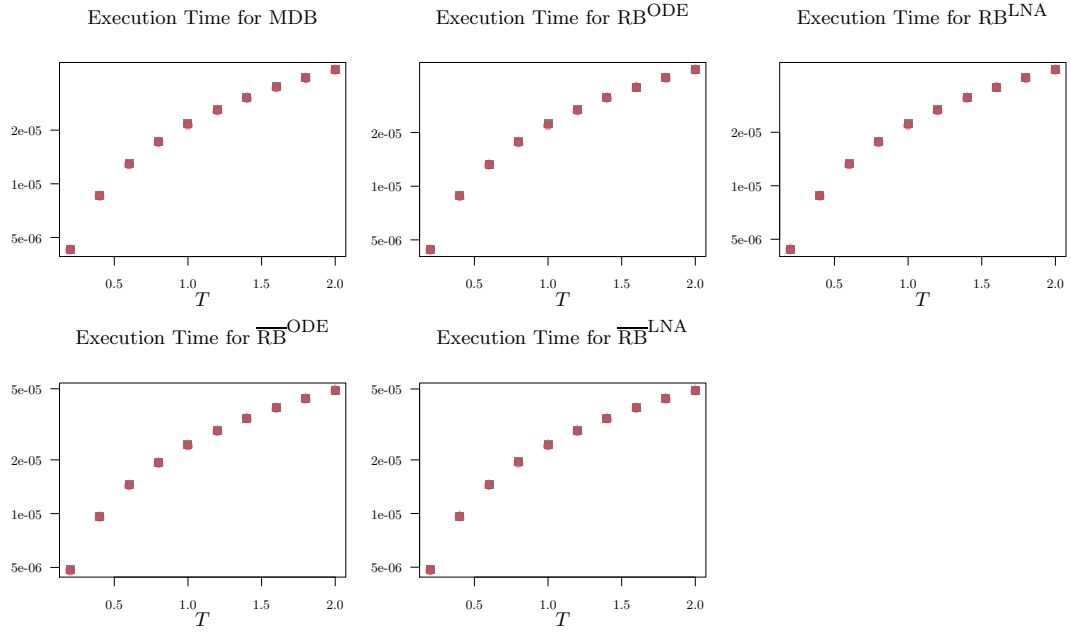 Execution Time for MDB
2e-05
1e-05
5e-06
0.5 1.0 1.5 2.0
T
Execution Time for RB^ODE
2e-05
1e-05
5e-06
0.5 1.0 1.5 2.0
T
Execution Time for RB^LNA
2e-05
1e-05
5e-06
0.5 1.0 1.5 2.0
T
Execution Time for R̅B̅^ODE
5e-05
2e-05
1e-05
5e-06
0.5 1.0 1.5 2.0
T
Execution Time for R̅B̅^LNA
5e-05
2e-05
1e-05
5e-06
0.5 1.0 1.5 2.0
T